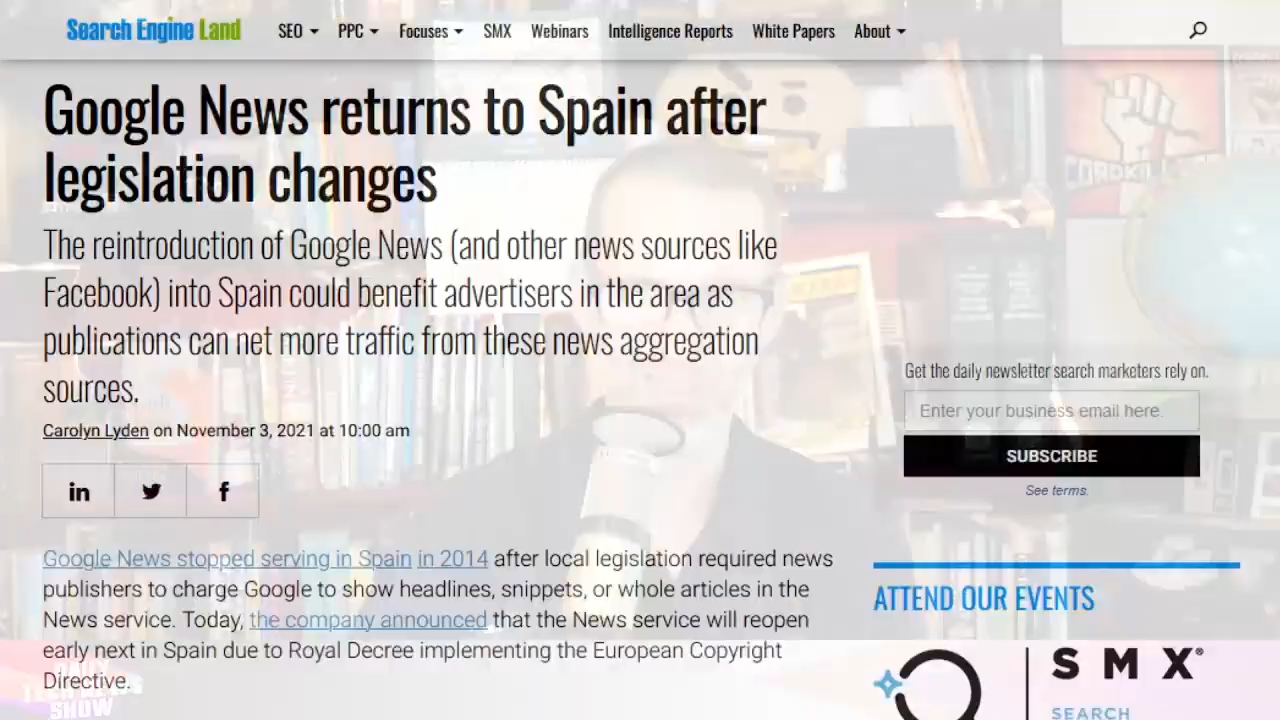 Search Engine Land
SEO PPC Focuses SMX Webinars Intelligence Reports White Papers About
Google News returns to Spain after
legislation changes
The reintroduction of Google News (and other news sources like
Facebook) into Spain could benefit advertisers in the area as
publications can net more traffic from these news aggregation
sources.
Carolyn Lyden on November 3, 2021 at 10:00 am
in f
Google News stopped serving in Spain in 2014 after local legislation required news
publishers to charge Google to show headlines, snippets, or whole articles in the
News service. Today, the company announced that the News service will reopen
early next in Spain due to Royal Decree implementing the European Copyright
Directive.
Get the daily newsletter search marketers rely on.
Enter your business email here.
SUBSCRIBE
See terms.
ATTEND OUR EVENTS
SMX®
SEARCH
DAILY
TECH NEWS
SHOW